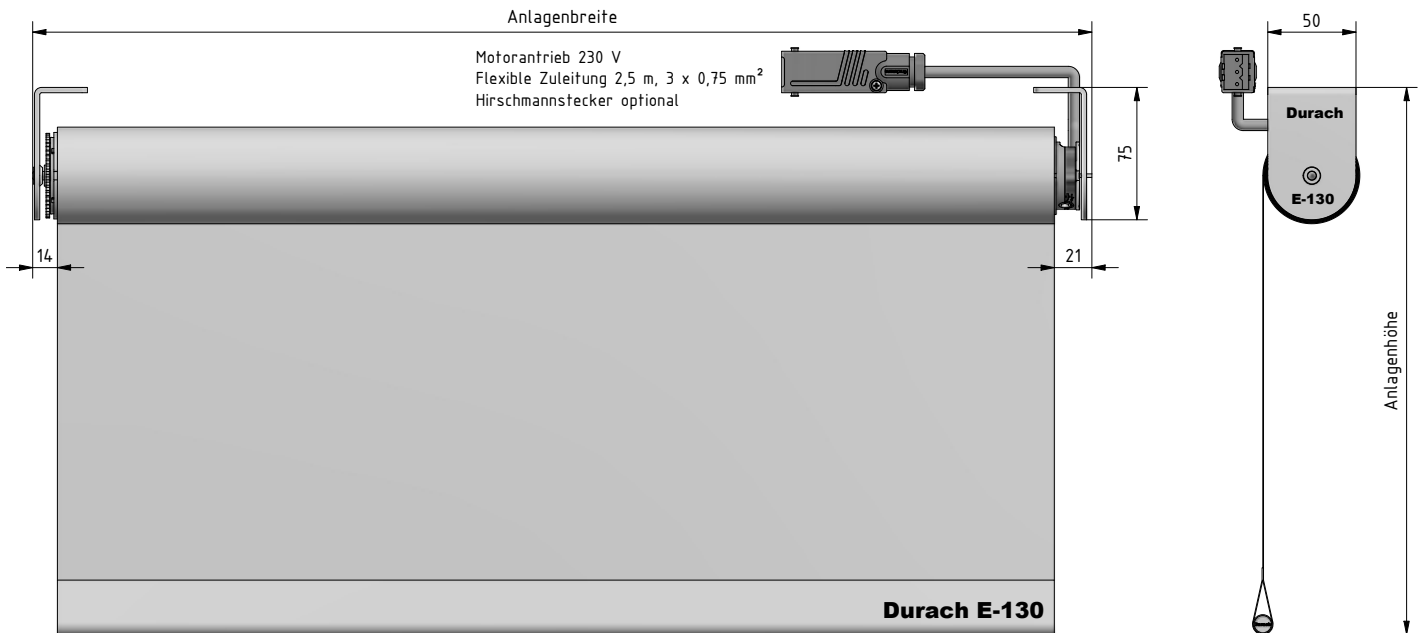 Anlagenbreite
Motorantrieb 230 V
Flexible Zuleitung 2,5 m, 3 x 0,75 mm²
Hirschmannstecker optional
50
75
Durach
E-130
14
21
Anlagenhöhe
Durach E-130